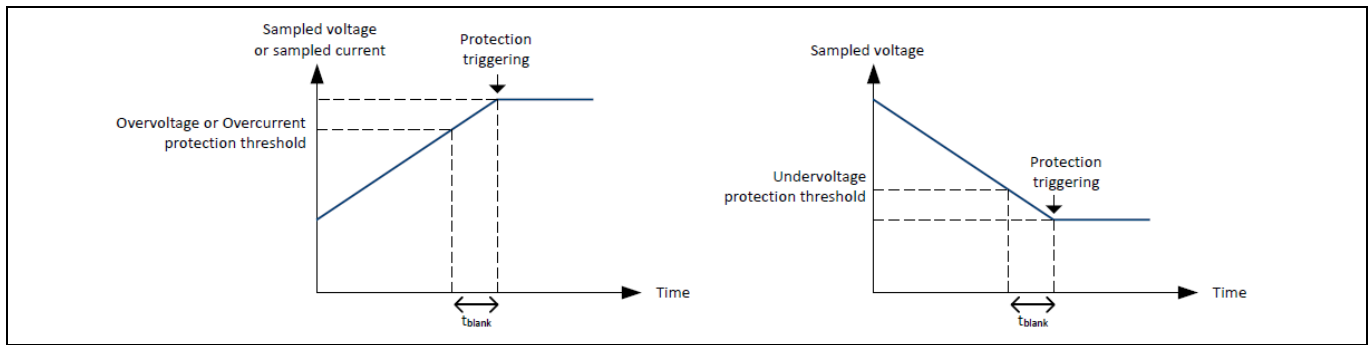 Sampled voltage
or sampled current
Protection
triggering
Overvoltage or Overcurrent
protection threshold
Time
tblank
Sampled voltage
Undervoltage
protection threshold
Protection
triggering
Time
tblank